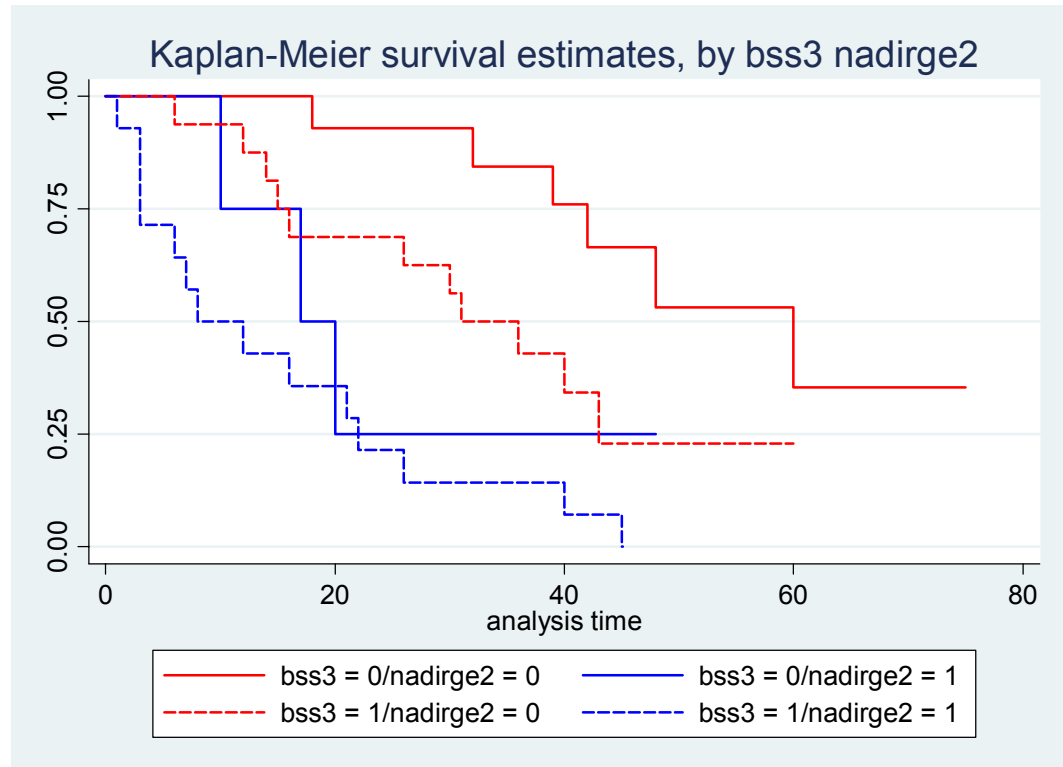 Kaplan-Meier survival estimates, by bss3 nadirge2
1.00
0.75
0.50
0.25
0.00
0 20 40 60 80
analysis time
bss3 = 0/nadirge2 = 0 bss3 = 0/nadirge2 = 1
bss3 = 1/nadirge2 = 0 bss3 = 1/nadirge2 = 1